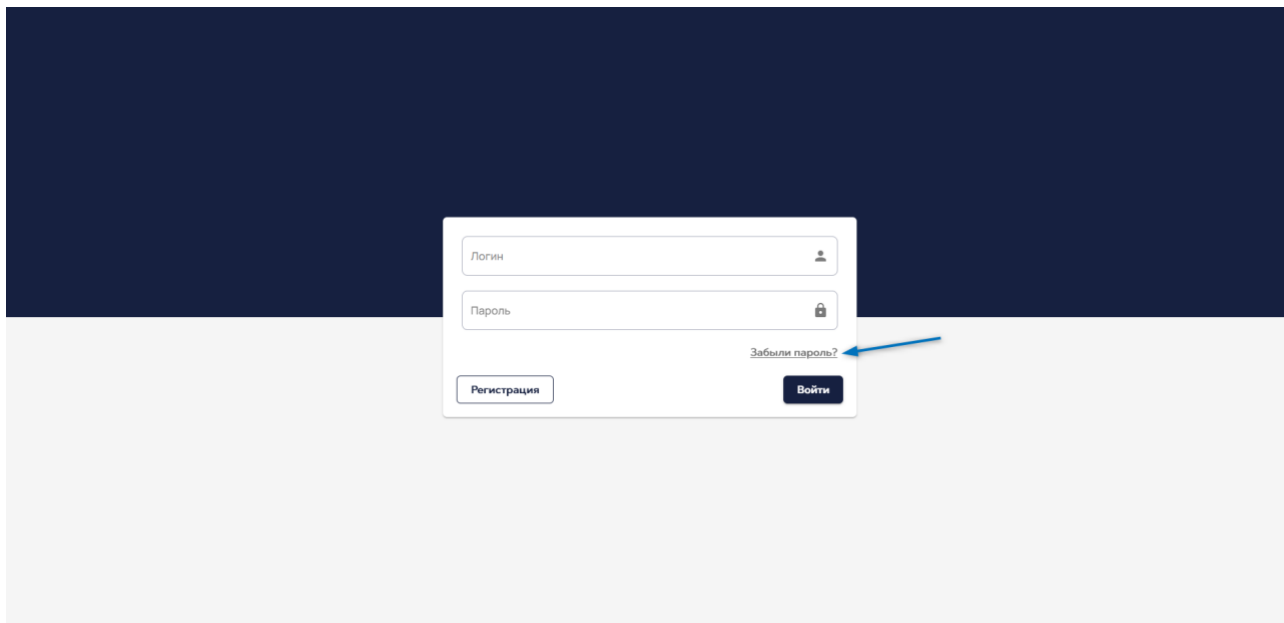 Логин
Пароль
Забыли пароль?
Регистрация
Войти